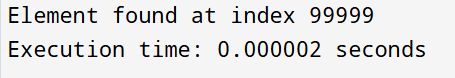 Element found at index 99999
Execution time: 0.000002 seconds